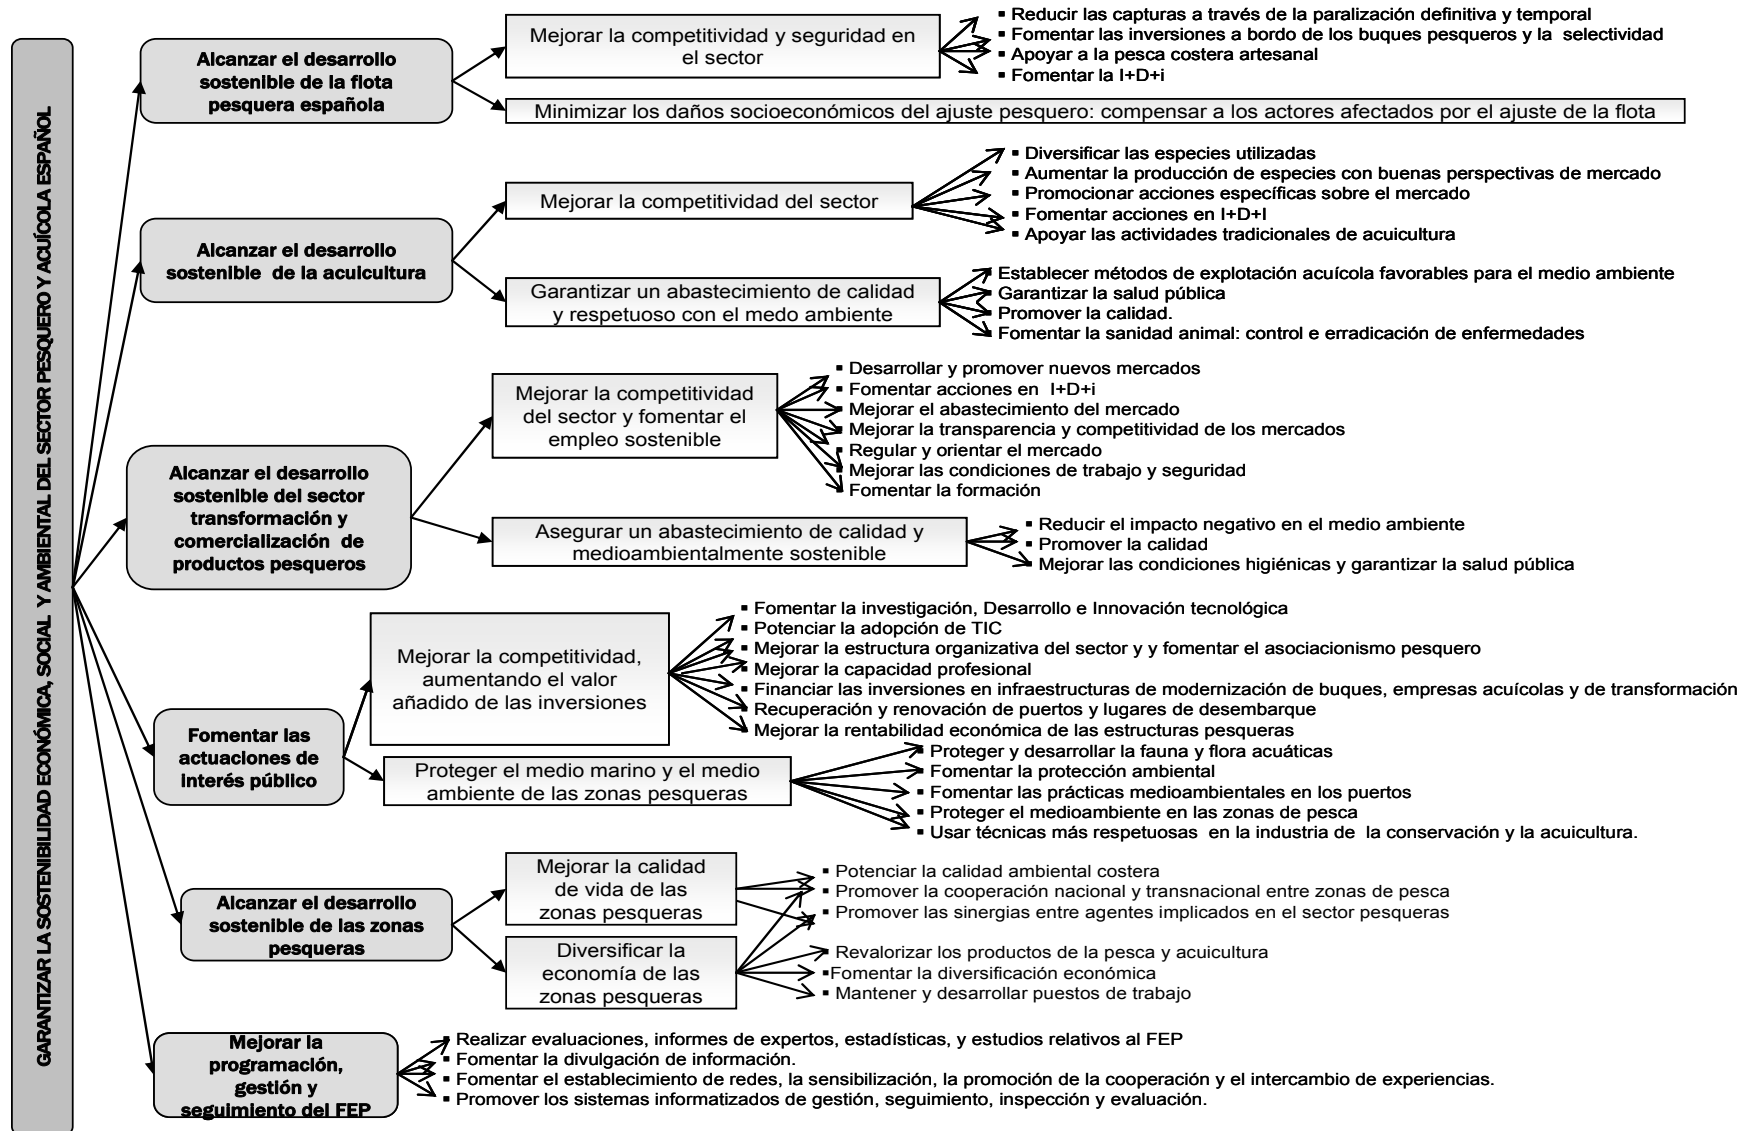 GARANTIZAR LA SOSTENIBILIDAD ECONÓMICA, SOCIAL Y AMBIENTAL DEL SECTOR PESQUERO Y ACUÍCOLA ESPAÑOL
Alcanzar el desarrollo
sostenible de la flota
pesquera española
Mejorar la competitividad y seguridad en
el sector
▪ Reducir las capturas a través de la paralización definitiva y temporal
▪ Fomentar las inversiones a bordo de los buques pesqueros y la selectividad
▪ Apoyar a la pesca costera artesanal
▪ Fomentar la I+D+i
Minimizar los daños socioeconómicos del ajuste pesquero: compensar a los actores afectados por el ajuste de la flota
Alcanzar el desarrollo
sostenible de la acuicultura
Mejorar la competitividad del sector
▪ Diversificar las especies utilizadas
▪ Aumentar la producción de especies con buenas perspectivas de mercado
▪ Promocionar acciones específicas sobre el mercado
▪ Fomentar acciones en I+D+I
▪ Apoyar las actividades tradicionales de acuicultura
Garantizar un abastecimiento de calidad
y respetuoso con el medo ambiente
▪ Establecer métodos de explotación acuícola favorables para el medio ambiente
▪ Garantizar la salud pública
▪ Promover la calidad.
▪ Fomentar la sanidad animal: control e erradicación de enfermedades
Alcanzar el desarrollo
sostenible del sector
transformación y
comercialización de
productos pesqueros
Mejorar la competitividad
del sector y fomentar el
empleo sostenible
▪ Desarrollar y promover nuevos mercados
▪ Fomentar acciones en I+D+i
▪ Mejorar el abastecimiento del mercado
▪ Mejorar la transparencia y competitividad de los mercados
▪ Regular y orientar el mercado
▪ Mejorar las condiciones de trabajo y seguridad
▪ Fomentar la formación
Asegurar un abastecimiento de calidad y
medioambientalmente sostenible
▪ Reducir el impacto negativo en el medio ambiente
▪ Promover la calidad
▪ Mejorar las condiciones higiénicas y garantizar la salud pública
Fomentar las
actuaciones de
interés público
Mejorar la competitividad,
aumentando el valor
añadido de las inversiones
▪ Fomentar la investigación, Desarrollo e Innovación tecnológica
▪ Potenciar la adopción de TIC
▪ Mejorar la estructura organizativa del sector y y fomentar el asociacionismo pesquero
▪ Mejorar la capacidad profesional
▪ Financiar las inversiones en infraestructuras de modernización de buques, empresas acuícolas y de transformación
▪ Recuperación y renovación de puertos y lugares de desembarque
▪ Mejorar la rentabilidad económica de las estructuras pesqueras
Proteger el medio marino y el medio
ambiente de las zonas pesqueras
▪ Proteger y desarrollar la fauna y flora acuáticas
▪ Fomentar la protección ambiental
▪ Fomentar las prácticas medioambientales en los puertos
▪ Proteger el medioambiente en las zonas de pesca
▪ Usar técnicas más respetuosas en la industria de la conservación y la acuicultura.
Alcanzar el desarrollo
sostenible de las zonas
pesqueras
Mejorar la calidad
de vida de las
zonas pesqueras
▪ Potenciar la calidad ambiental costera
▪ Promover la cooperación nacional y transnacional entre zonas de pesca
▪ Promover las sinergias entre agentes implicados en el sector pesqueras
Diversificar la
economía de las
zonas pesqueras
▪ Revalorizar los productos de la pesca y acuicultura
▪Fomentar la diversificación económica
▪ Mantener y desarrollar puestos de trabajo
Mejorar la
programación,
gestión y
seguimiento del FEP
▪ Realizar evaluaciones, informes de expertos, estadísticas, y estudios relativos al FEP
▪ Fomentar la divulgación de información.
▪ Fomentar el establecimiento de redes, la sensibilización, la promoción de la cooperación y el intercambio de experiencias.
▪ Promover los sistemas informatizados de gestión, seguimiento, inspección y evaluación.